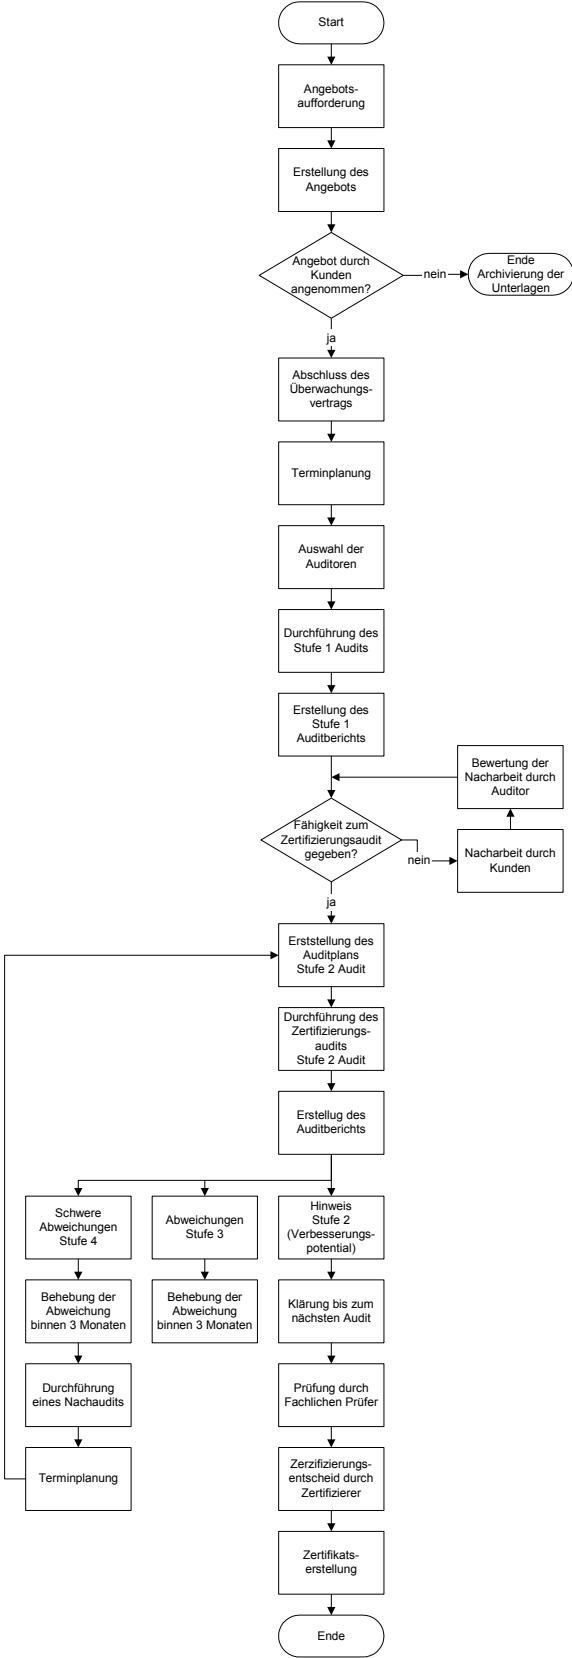 Start
Angebots-
aufforderung
Erstellung des
Angebots
Angebot durch
Kunden
angenommen?
nein
Ende
Archivierung der
Unterlagen
ja
Abschluss des
Überwachungs-
vertrags
Terminplanung
Auswahl der
Auditoren
Durchführung des
Stufe 1 Audits
Erstellung des
Stufe 1
Auditberichts
Bewertung der
Nacharbeit durch
Auditor
Fähigkeit zum
Zertifizierungsaudit
gegeben?
nein
Nacharbeit durch
Kunden
ja
Erststellung des
Auditplans
Stufe 2 Audit
Durchführung des
Zertifizierungs-
audits
Stufe 2 Audit
Erstellug des
Auditberichts
Schwere
Abweichungen
Stufe 4
Abweichungen
Stufe 3
Hinweis
Stufe 2
(Verbesserungs-
potential)
Behebung der
Abweichung
binnen 3 Monaten
Behebung der
Abweichung
binnen 3 Monaten
Klärung bis zum
nächsten Audit
Durchführung
eines Nachaudits
Prüfung durch
Fachlichen Prüfer
Terminplanung
Zerzifizierungs-
entscheid durch
Zertifizierer
Zertifikats-
erstellung
Ende